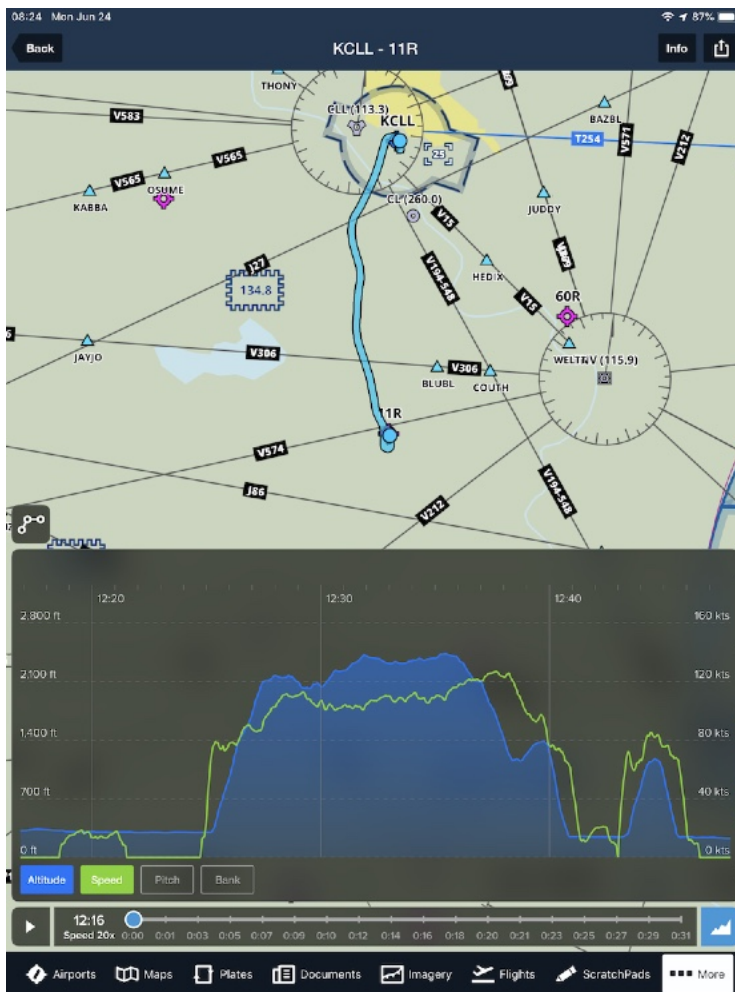 08:24 Mon Jun 24 87%
Back KCLL - 11R Info
THONY
CLL (113.3)
KCLL
BAZBL
V583
T254
V571
V212
V565
25
V565
OSUME
KABBA
CL (260.0)
JUDDY
V15
J27
HEDIX
V194-548
134.8
V15
60R
V306
JAYJO
WELTR
V (115.9)
V306
BLUBL
COUTH
11R
V574
V194-548
J86
V212
12:20 12:30 12:40
2,800 ft 160 kts
2,100 ft 120 kts
1,400 ft 80 kts
700 ft 40 kts
0 ft 0 kts
Altitude Speed Pitch Bank
12:16
Speed 20x 0:00 0:01 0:03 0:05 0:07 0:09 0:10 0:12 0:14 0:16 0:18 0:20 0:21 0:23 0:25 0:27 0:29 0:31
Airports Maps Plates Documents Imagery Flights ScratchPads More